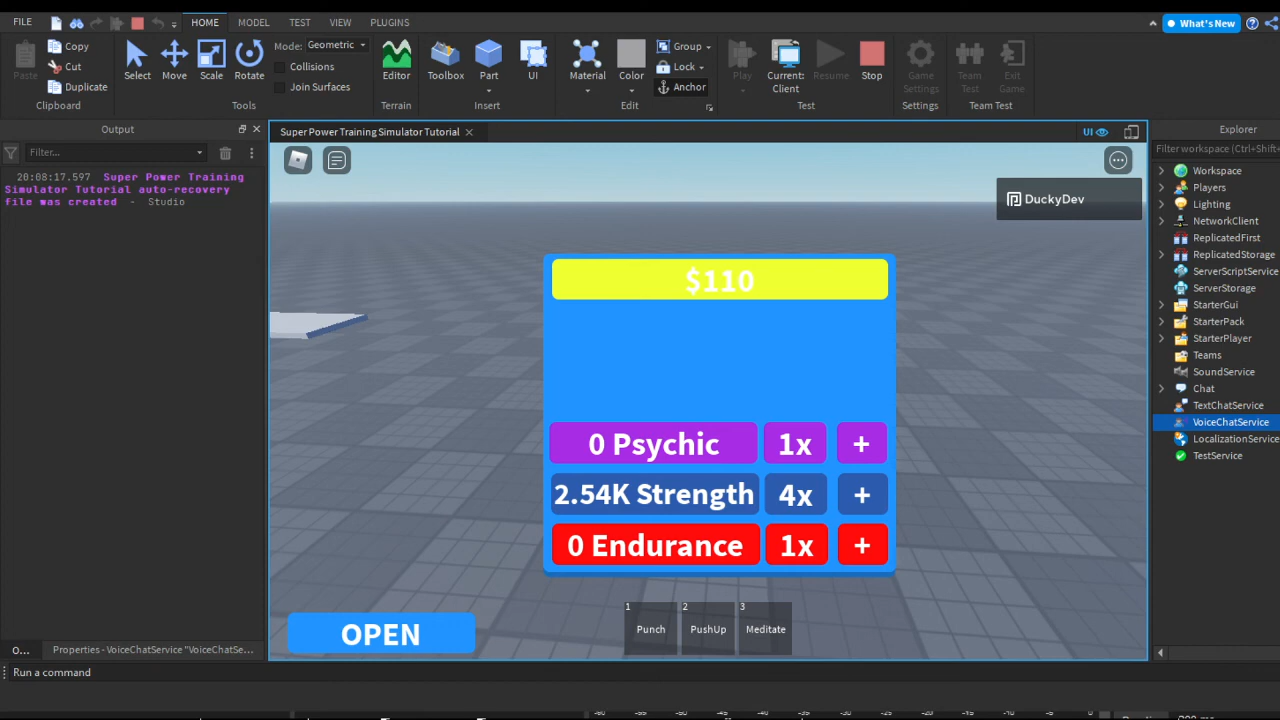 FILE
HOME
MODEL
TEST
VIEW
PLUGINS
What's New
Paste
Copy
Cut
Duplicate
Clipboard
Select
Move
Scale
Rotate
Mode: Geometric
Collisions
Join Surfaces
Tools
Editor
Terrain
Toolbox
Part
UI
Insert
Material
Color
Group
Lock
Anchor
Edit
Play
Current:
Client
Resume
Stop
Test
Game
Settings
Settings
Team
Test
Exit
Game
Team Test
Output
Filter...
20:08:17.597 Super Power Training
Simulator Tutorial auto-recovery
file was created - Studio
Super Power Training Simulator Tutorial
UI
DuckyDev
$110
0 Psychic
1x
+
2.54K Strength
4x
+
0 Endurance
1x
+
OPEN
1
Punch
2
PushUp
3
Meditate
Explorer
Filter workspace (Ctrl+Shift+
Workspace
Players
Lighting
NetworkClient
ReplicatedFirst
ReplicatedStorage
ServerScriptService
ServerStorage
StarterGui
StarterPack
StarterPlayer
Teams
SoundService
Chat
TextChatService
VoiceChatService
LocalizationService
TestService
O...
Properties - VoiceChatService "VoiceChatSe...
Run a command